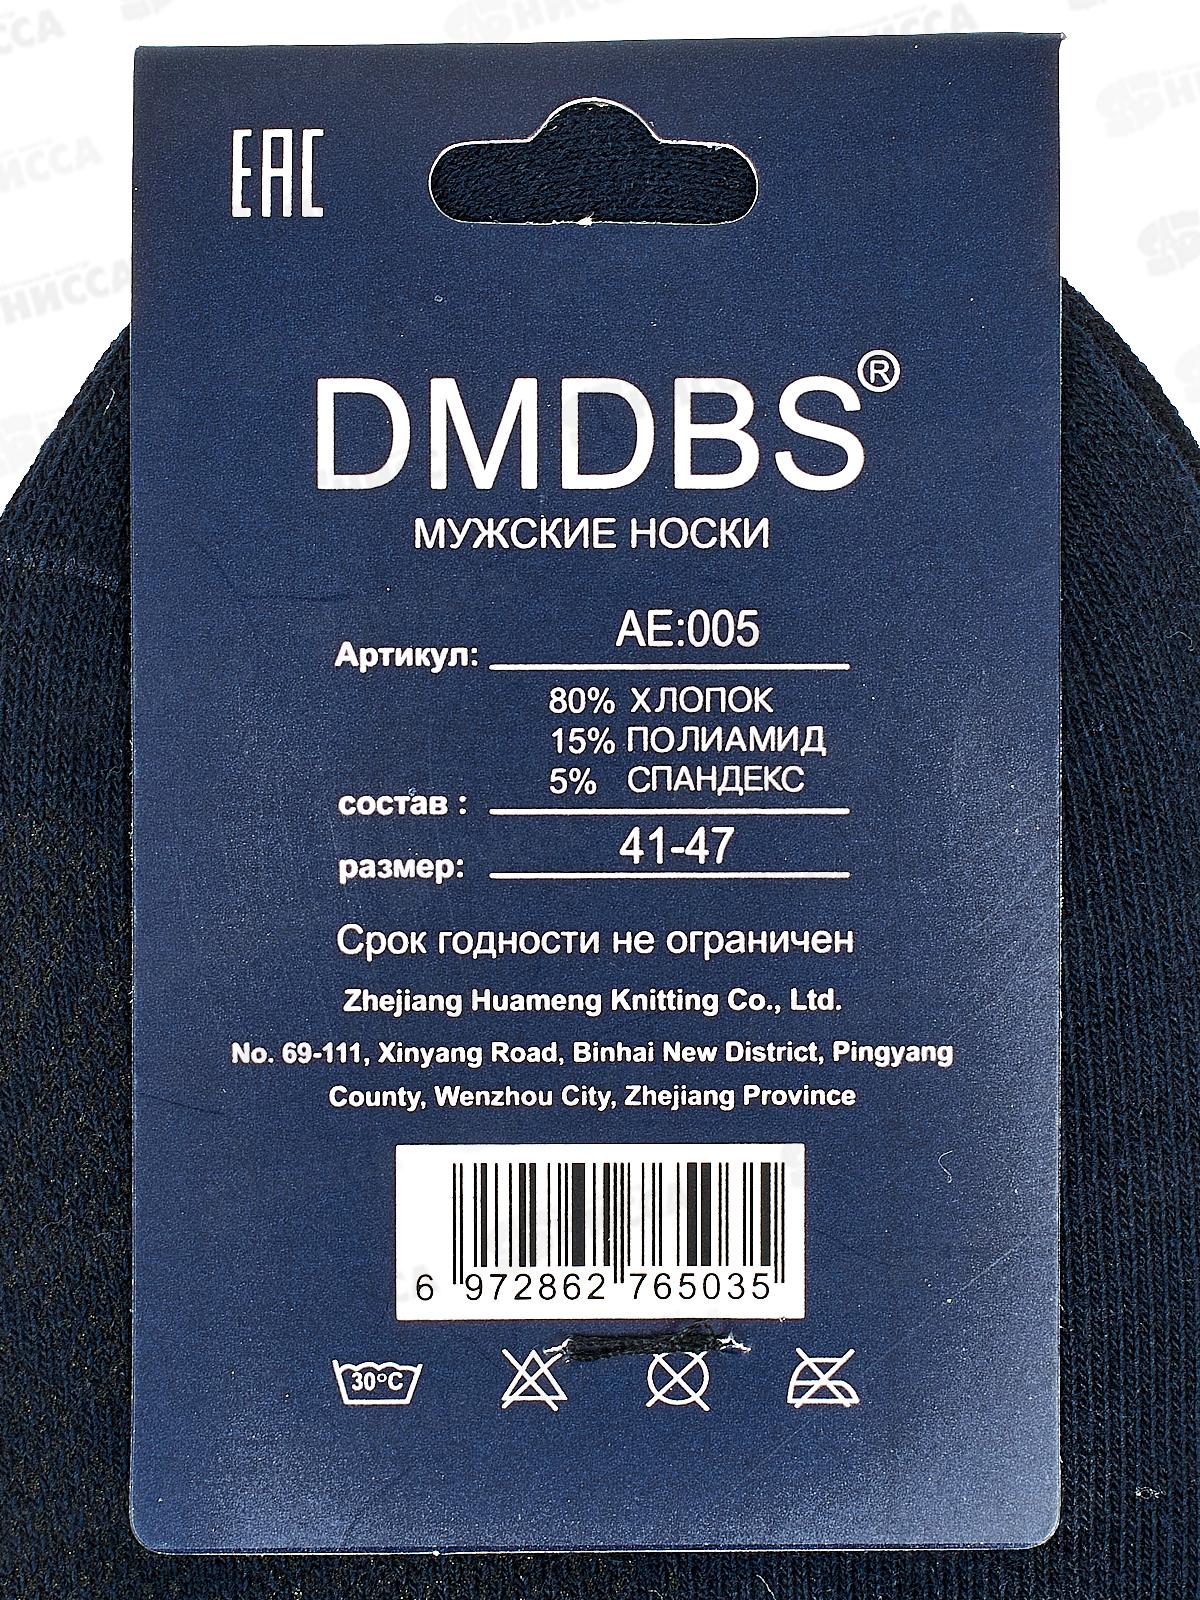 ЕАС
DMDBS®
МУЖСКИЕ НОСКИ
Артикул: АЕ:005
80% ХЛОПОК
15% ПОЛИАМИД
5% СПАНДЕКС
состав :
размер: 41-47
Срок годности не ограничен
Zhejiang Huameng Knitting Co., Ltd.
No. 69-111, Xinyang Road, Binhai New District, Pingyang
County, Wenzhou City, Zhejiang Province
6 972862 765035
30°C